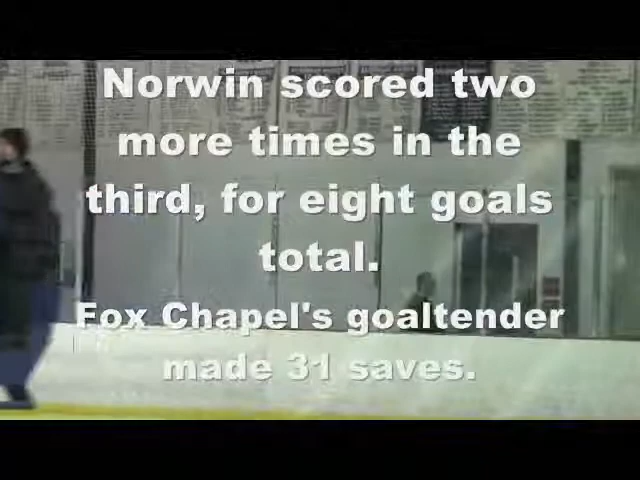 Norwin scored two
more times in the
third, for eight goals
total.
Fox Chapel's goaltender
made 31 saves.